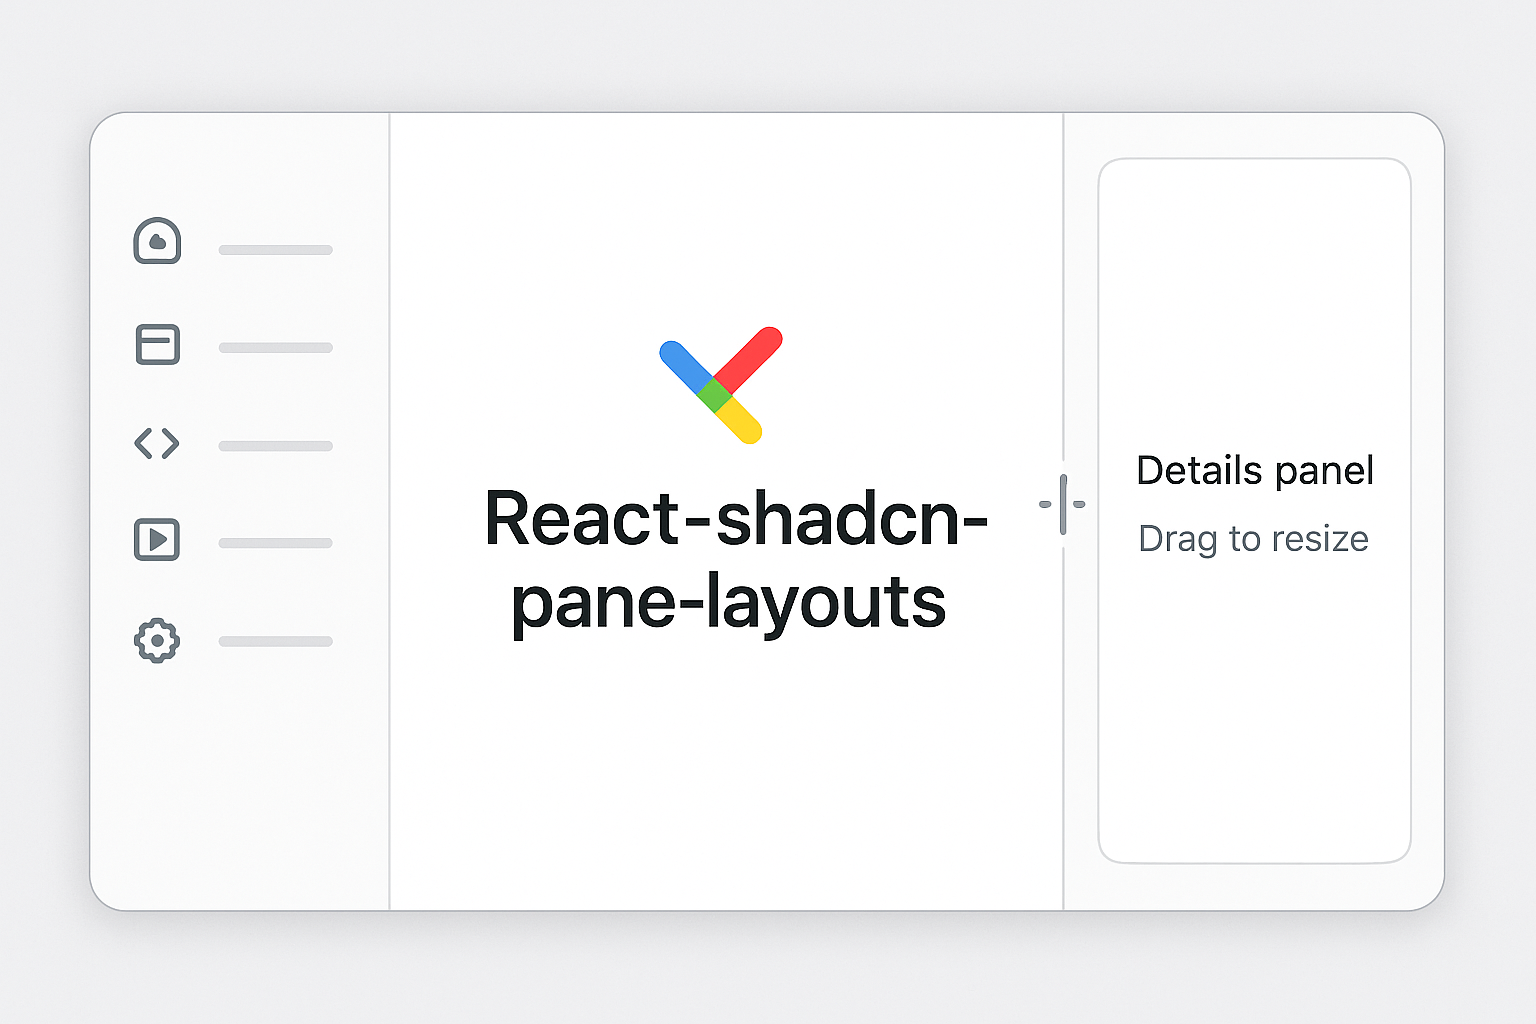 React-shadcn-
pane-layouts
Details panel
Drag to resize